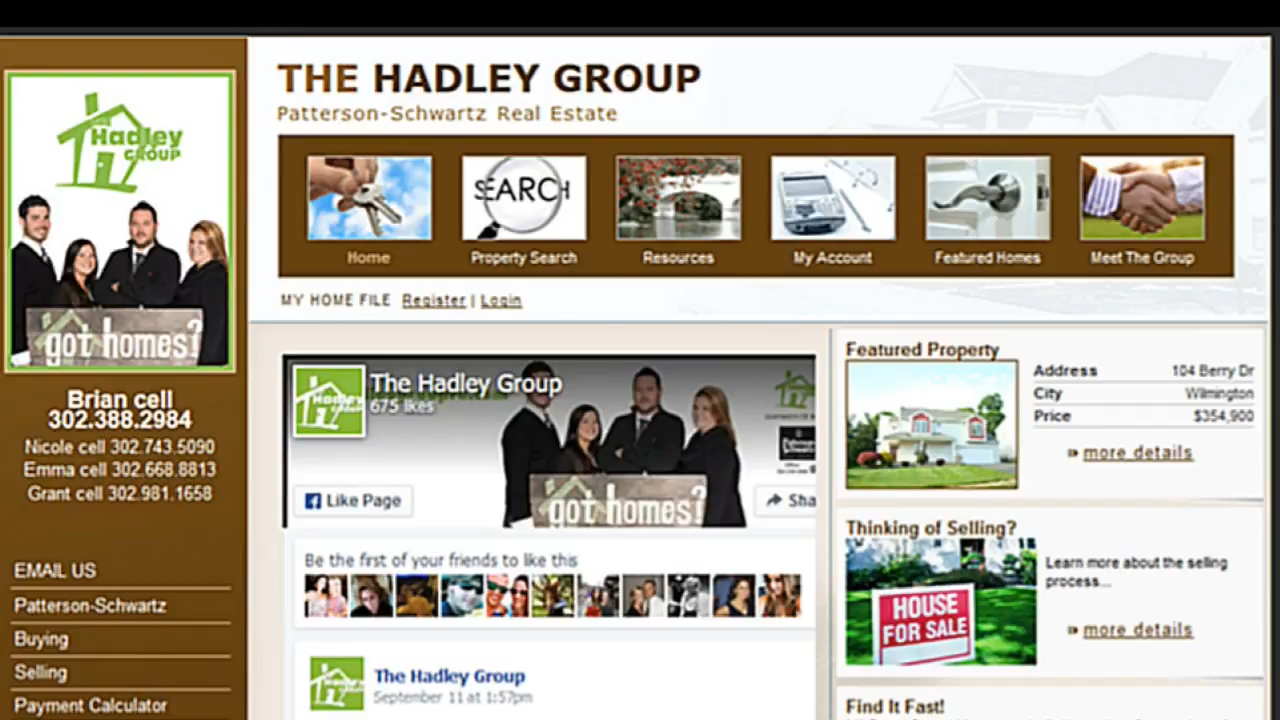 Hadley
GROUP
got homes?
Brian cell
302.388.2984
Nicole cell 302.743.5090
Emma cell 302.668.8813
Grant cell 302.981.1658
EMAIL US
Patterson-Schwartz
Buying
Selling
Payment Calculator
THE HADLEY GROUP
Patterson-Schwartz Real Estate
SEARCH
Home
Property Search
Resources
My Account
Featured Homes
Meet The Group
MY HOME FILE Register | Login
The Hadley Group
675 likes
got homes?
Like Page
Sha
Be the first of your friends to like this
The Hadley Group
September 11 at 1:57pm
Featured Property
Address 104 Berry Dr
City Wilmington
Price $354,900
more details
Thinking of Selling?
Learn more about the selling
process...
HOUSE
FOR SALE
more details
Find It Fast!